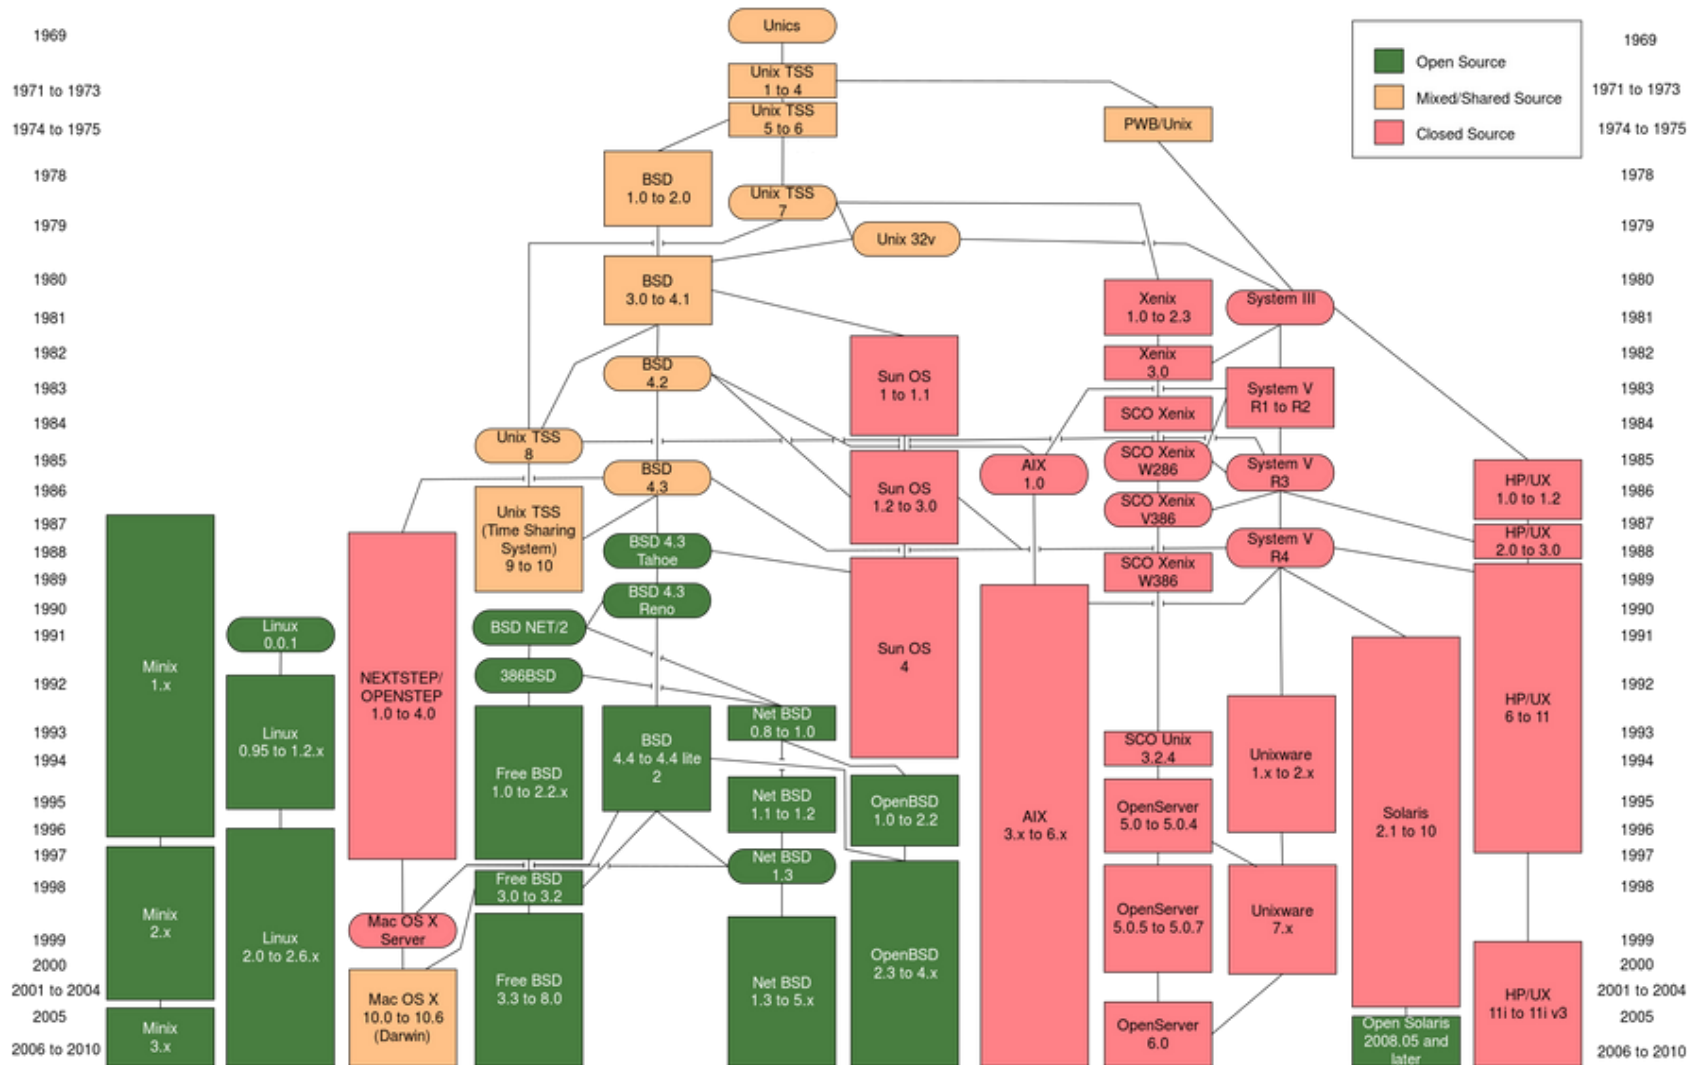 1969
1971 to 1973
1974 to 1975
1978
1979
1980
1981
1982
1983
1984
1985
1986
1987
1988
1989
1990
1991
1992
1993
1994
1995
1996
1997
1998
1999
2000
2001 to 2004
2005
2006 to 2010
Unics
Unix TSS
1 to 4
Unix TSS
5 to 6
PWB/Unix
BSD
1.0 to 2.0
Unix TSS
7
Unix 32v
BSD
3.0 to 4.1
Xenix
1.0 to 2.3
System III
Xenix
3.0
BSD
4.2
Sun OS
1 to 1.1
System V
R1 to R2
SCO Xenix
Unix TSS
8
SCO Xenix
W286
BSD
4.3
AIX
1.0
System V
R3
Sun OS
1.2 to 3.0
HP/UX
1.0 to 1.2
SCO Xenix
V386
Unix TSS
(Time Sharing
System)
9 to 10
HP/UX
2.0 to 3.0
BSD 4.3
Tahoe
System V
R4
SCO Xenix
W386
BSD 4.3
Reno
BSD NET/2
Linux
0.0.1
Minix
1.x
Sun OS
4
386BSD
NEXTSTEP/
OPENSTEP
1.0 to 4.0
HP/UX
6 to 11
Net BSD
0.8 to 1.0
Linux
0.95 to 1.2.x
BSD
4.4 to 4.4 lite
2
SCO Unix
3.2.4
Unixware
1.x to 2.x
Free BSD
1.0 to 2.2.x
Net BSD
1.1 to 1.2
OpenBSD
1.0 to 2.2
AIX
3.x to 6.x
OpenServer
5.0 to 5.0.4
Solaris
2.1 to 10
Net BSD
1.3
Free BSD
3.0 to 3.2
Minix
2.x
Mac OS X
Server
OpenServer
5.0.5 to 5.0.7
Unixware
7.x
Linux
2.0 to 2.6.x
OpenBSD
2.3 to 4.x
Free BSD
3.3 to 8.0
Net BSD
1.3 to 5.x
Mac OS X
10.0 to 10.6
(Darwin)
HP/UX
11i to 11i v3
Minix
3.x
OpenServer
6.0
Open Solaris
2008.05 and
later
Open Source
Mixed/Shared Source
Closed Source
1969
1971 to 1973
1974 to 1975
1978
1979
1980
1981
1982
1983
1984
1985
1986
1987
1988
1989
1990
1991
1992
1993
1994
1995
1996
1997
1998
1999
2000
2001 to 2004
2005
2006 to 2010